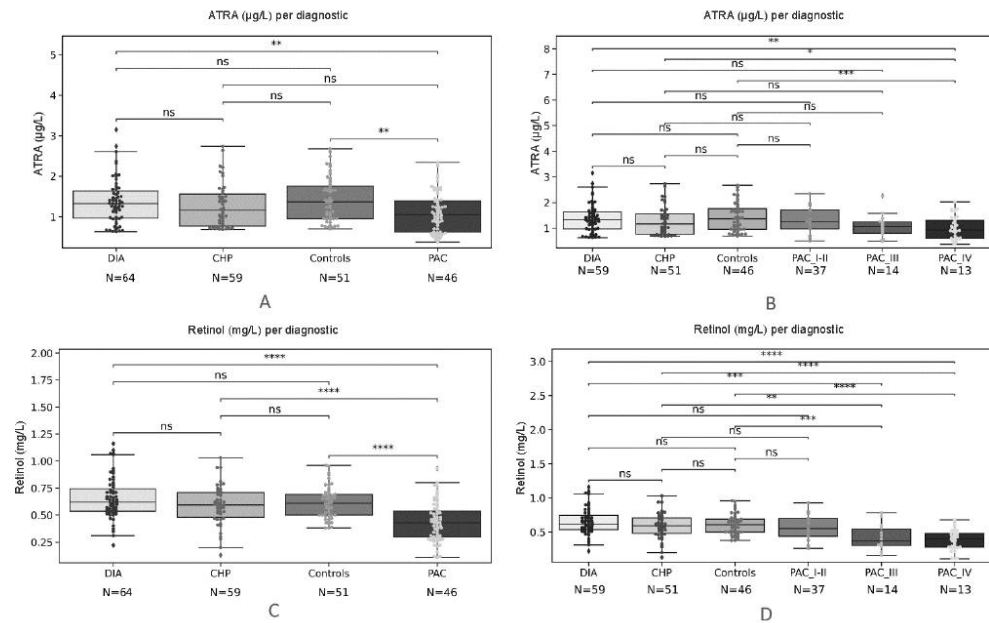 ATRA (µg/L) per diagnostic
ATRA (µg/L)
5
4
3
2
1
**
ns
ns
ns
ns
**
DIA CHP Controls PAC
N=64 N=59 N=51 N=46
A
ATRA (µg/L) per diagnostic
ATRA (µg/L)
8
7
6
5
4
3
2
1
**
*
ns
***
ns
ns
ns
ns
ns
ns
ns
ns
DIA CHP Controls PAC_I-II PAC_III PAC_IV
N=59 N=51 N=46 N=37 N=14 N=13
B
Retinol (mg/L) per diagnostic
Retinol (mg/L)
2.00
1.75
1.50
1.25
1.00
0.75
0.50
0.25
****
ns
****
ns
ns
****
DIA CHP Controls PAC
N=64 N=59 N=51 N=46
C
Retinol (mg/L) per diagnostic
Retinol (mg/L)
3.0
2.5
2.0
1.5
1.0
0.5
****
****
***
****
**
ns
***
ns
ns
ns
ns
ns
DIA CHP Controls PAC_I-II PAC_III PAC_IV
N=59 N=51 N=46 N=37 N=14 N=13
D